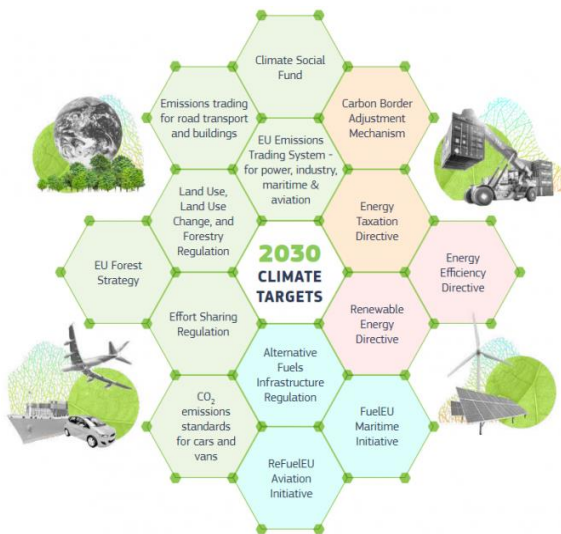 Climate Social
Fund
Emissions trading
for road transport
and buildings
Carbon Border
Adjustment
Mechanism
EU Emissions
Trading System -
for power, industry,
maritime &
aviation
Land Use,
Land Use
Change, and
Forestry
Regulation
Energy
Taxation
Directive
EU Forest
Strategy
2030
CLIMATE
TARGETS
Energy
Efficiency
Directive
Effort Sharing
Regulation
Renewable
Energy
Directive
Alternative
Fuels
Infrastructure
Regulation
CO₂
emissions
standards
for cars and
vans
FuelEU
Maritime
Initiative
ReFuelEU
Aviation
Initiative